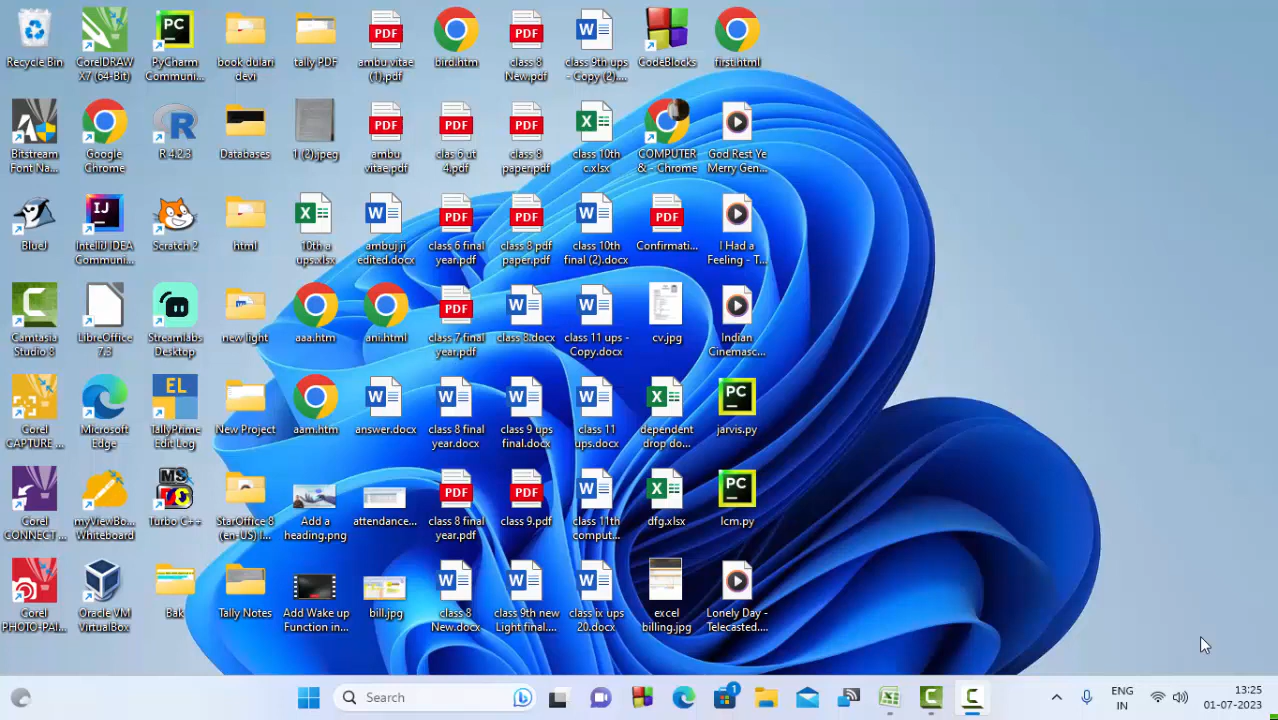 Recycle Bin
CorelDRAW X7 (64-Bit)
PyCharm Communi...
book dulari devi
tally PDF
ambu vitae (1).pdf
bird.htm
class 8 New.pdf
class 9th ups - Copy (2)....
CodeBlocks
first.html
Bitstream Font Na...
Google Chrome
R 4.2.3
Databases
1 (2).jpeg
ambu vitae.pdf
clas 6 ut 4.pdf
class 8 paper.pdf
class 10th c.xlsx
COMPUTER & - Chrome
God Rest Ye Merry Gen...
BlueJ
IntelliJ IDEA Communi...
Scratch 2
html
10th a ups.xlsx
ambuj.ji edited.docx
class 6 final year.pdf
class 8 pdf paper.pdf
class 10th final (2).docx
Confirmati...
I Had a Feeling - T...
Camtasia Studio 8
LibreOffice 7.3
Streamlabs Desktop
new light
aaa.htm
ani.html
class 7 final year.pdf
class 8.docx
class 11 ups - Copy.docx
cv.jpg
Indian Cinemasc...
Corel CAPTURE ...
Microsoft Edge
TallyPrime Edit Log
New Project
aam.htm
answer.docx
class 8 final year.docx
class 9 ups final.docx
class 11 ups.docx
dependent drop do...
jarvis.py
Corel CONNECT ...
myViewBo... Whiteboard
Turbo C++
StarOffice 8 (en-US) I...
Add a heading.png
attendance...
class 8 final year.pdf
class 9.pdf
class 11th comput...
dfg.xlsx
lcm.py
Corel PHOTO-PAI...
Oracle VM VirtualBox
Bak
Tally Notes
Add Wake up Function in...
bill.jpg
class 8 New.docx
class 9th new Light final....
class ix ups 20.docx
excel billing.jpg
Lonely Day - Telecasted....
Search
1
ENG
IN
13:25
01-07-2023